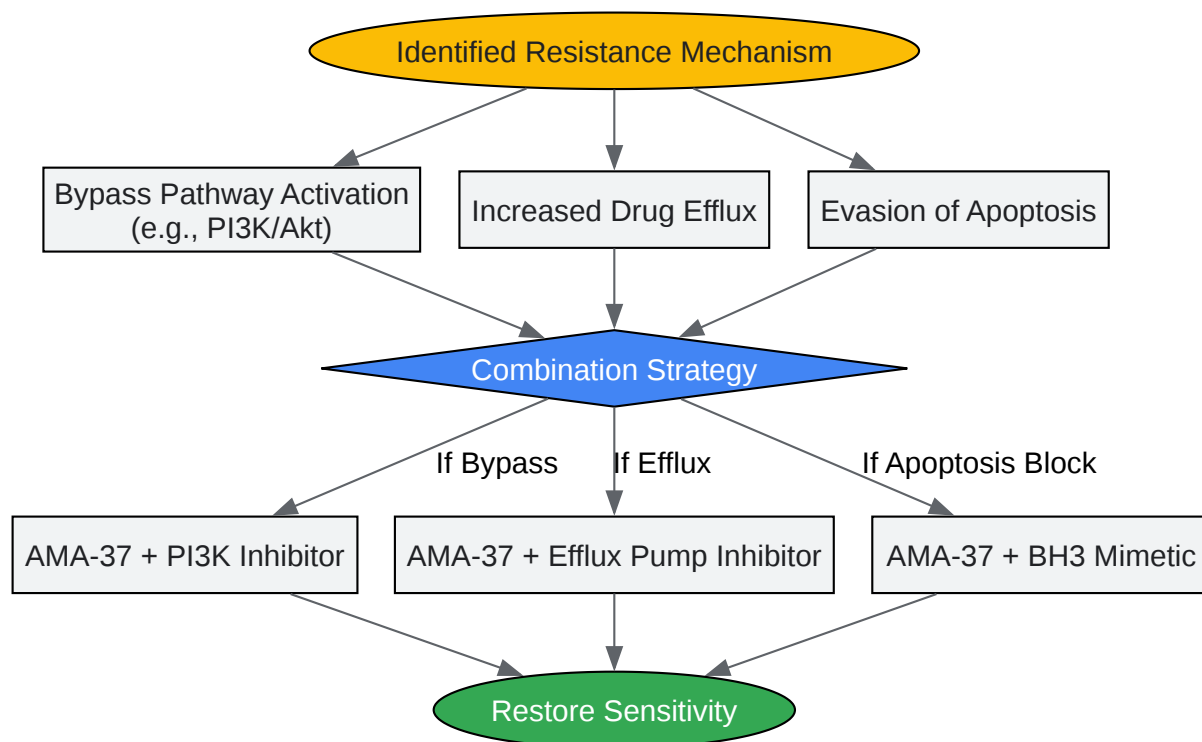 Identified Resistance Mechanism
Bypass Pathway Activation
(e.g., PI3K/Akt)
Increased Drug Efflux
Evasion of Apoptosis
Combination Strategy
If Bypass
If Efflux
If Apoptosis Block
AMA-37 + PI3K Inhibitor
AMA-37 + Efflux Pump Inhibitor
AMA-37 + BH3 Mimetic
Restore Sensitivity